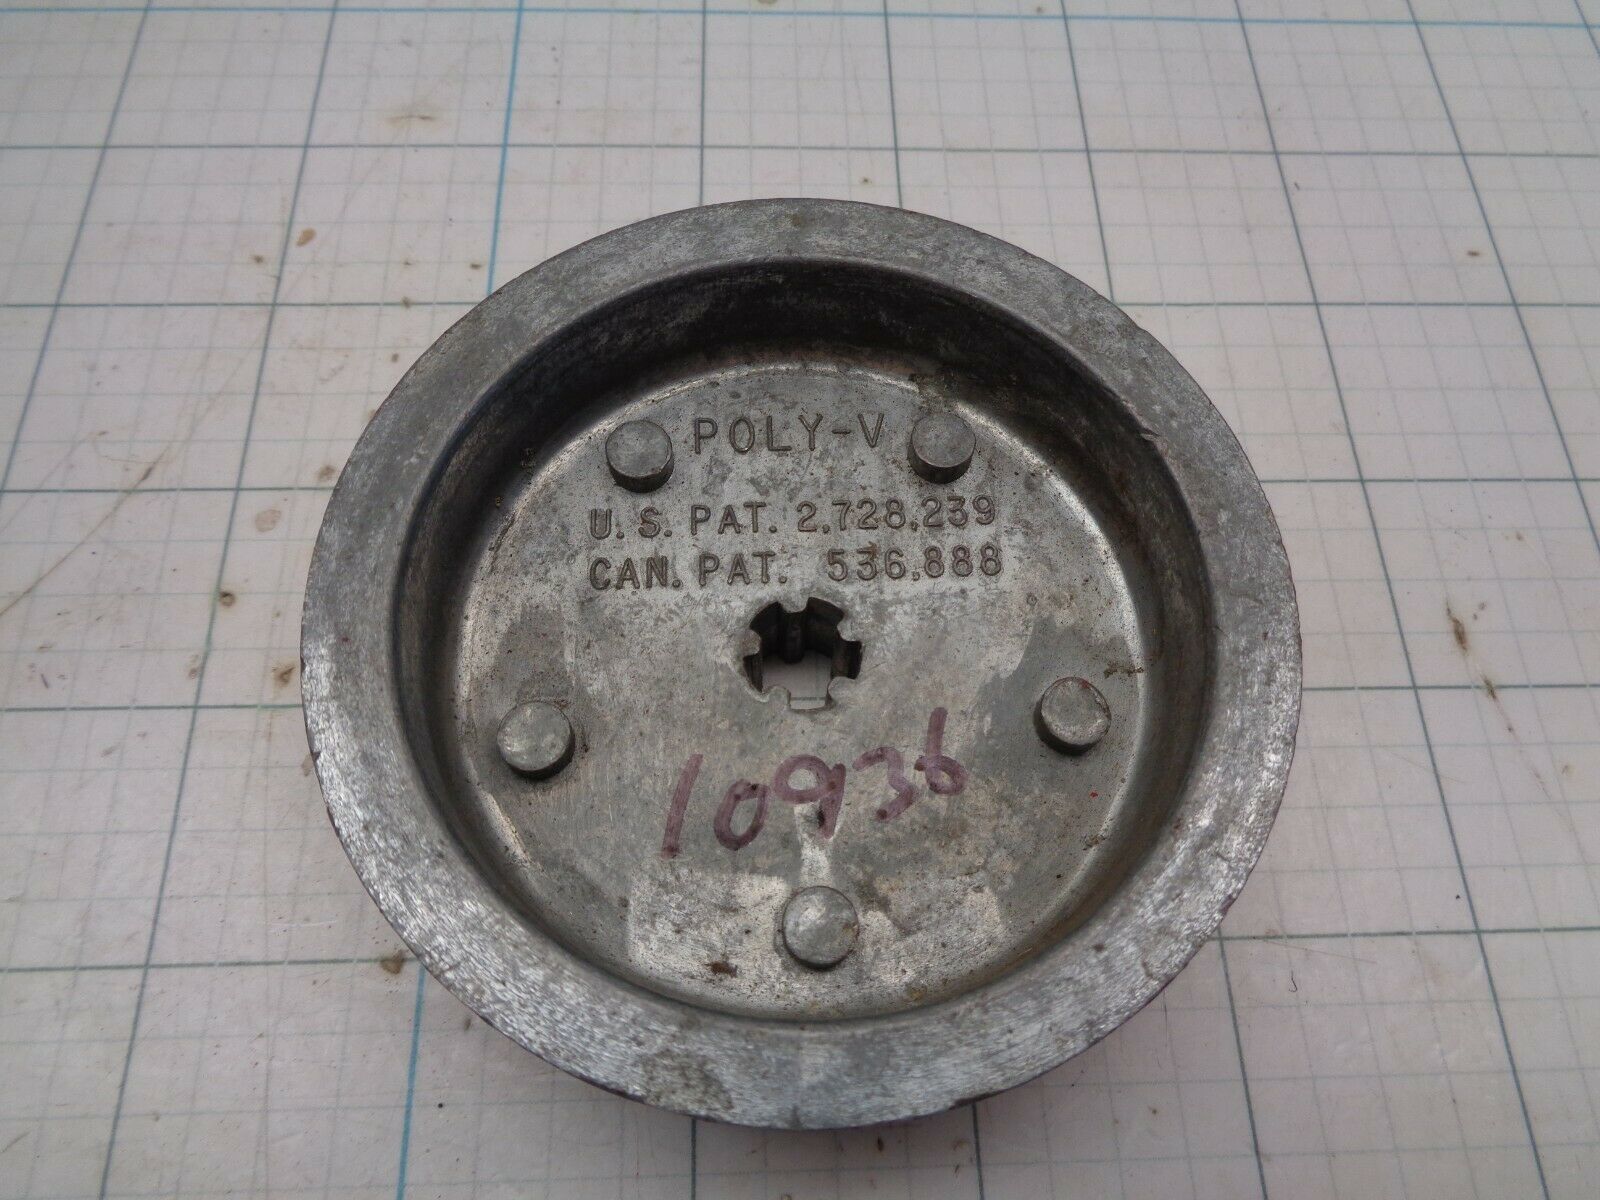 POLY-V
U. S. PAT. 2,728,239
CAN. PAT. 536,888
10936